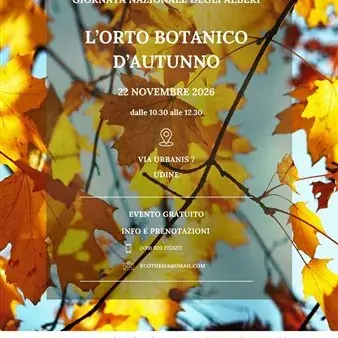 GIORNATA NAZIONALE DEGLI ALBERI
L'ORTO BOTANICO
D'AUTUNNO
22 NOVEMBRE 2026
dalle 10.30 alle 12.30
VIA URBANIS 7
UDINE
EVENTO GRATUITO
INFO E PRENOTAZIONI
(+39) 320 2753277
ECOTHEMA@GMAIL.COM